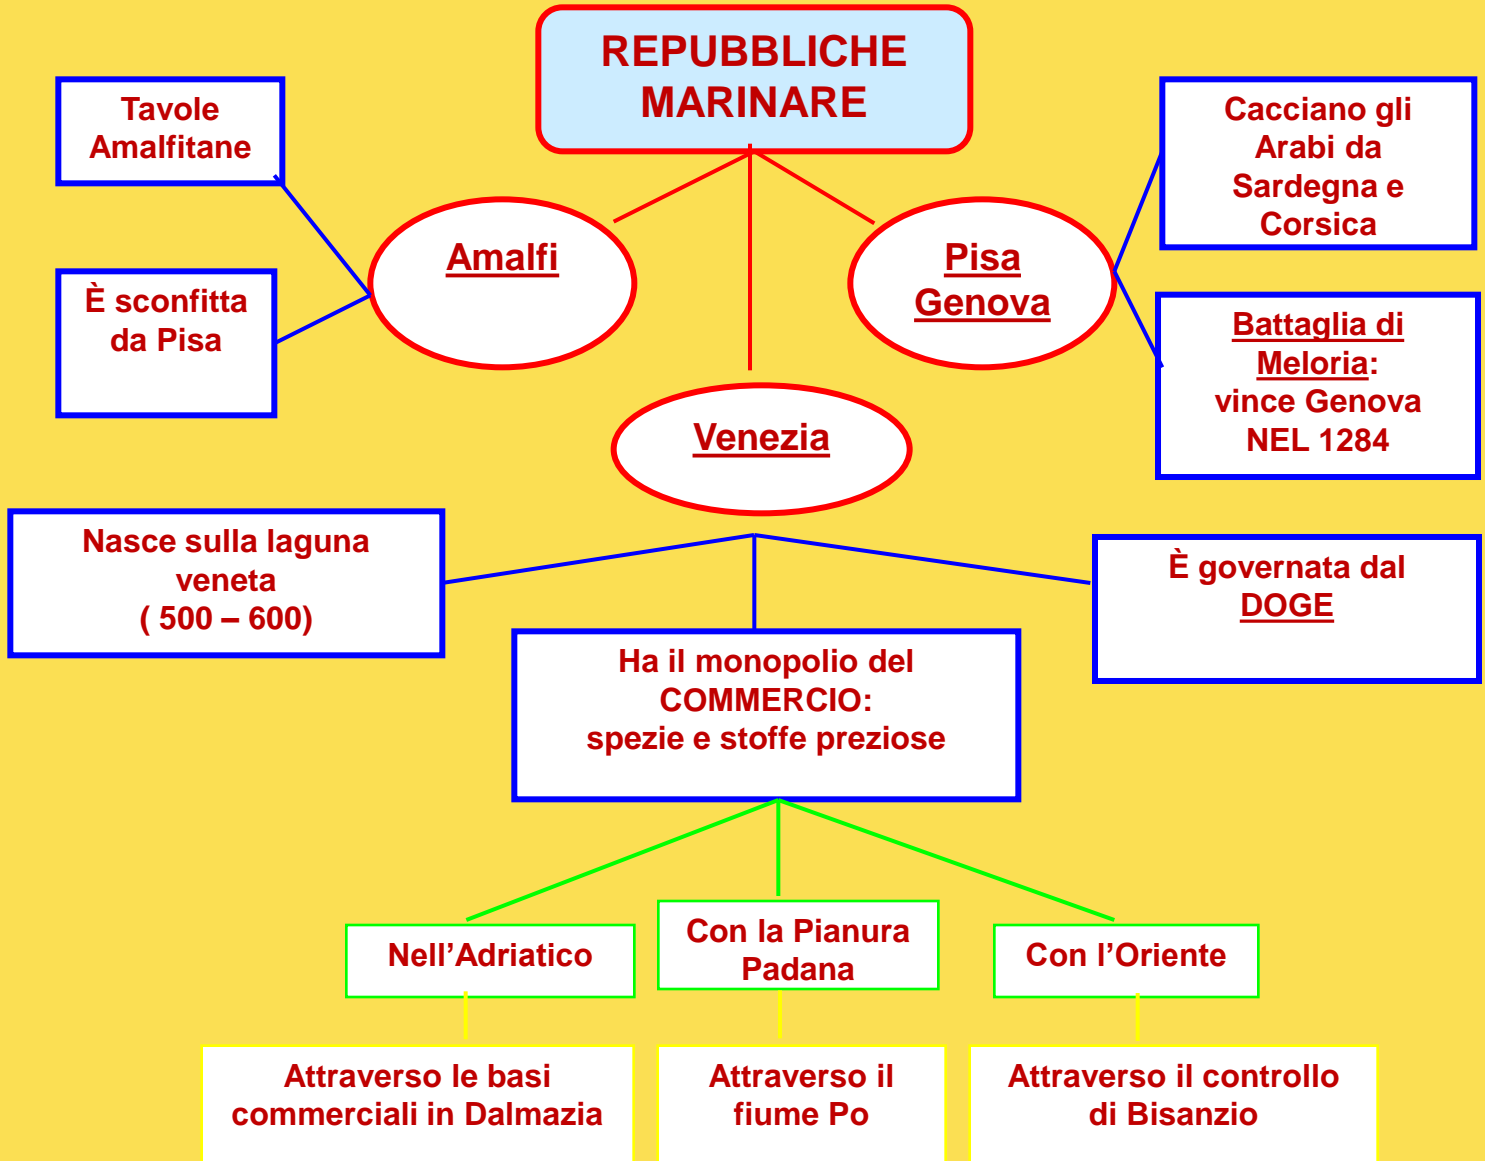 REPUBBLICHE
MARINARE
Tavole
Amalfitane
È sconfitta
da Pisa
Amalfi
Pisa
Genova
Cacciano gli
Arabi da
Sardegna e
Corsica
Battaglia di
Meloria:
vince Genova
NEL 1284
Venezia
Nasce sulla laguna
veneta
( 500 – 600)
Ha il monopolio del
COMMERCIO:
spezie e stoffe preziose
È governata dal
DOGE
Nell’Adriatico
Con la Pianura
Padana
Con l’Oriente
Attraverso le basi
commerciali in Dalmazia
Attraverso il
fiume Po
Attraverso il controllo
di Bisanzio